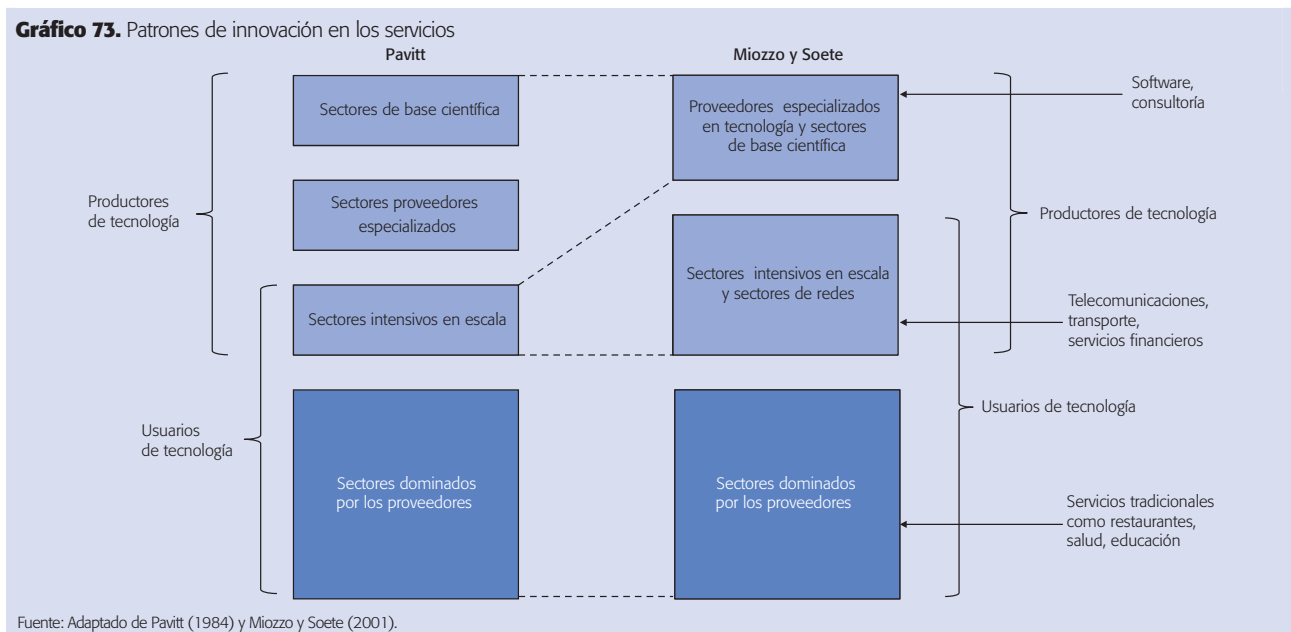 Gráfico 73. Patrones de innovación en los servicios
Pavitt
Miozzo y Soete
Productores
de tecnología
Usuarios
de tecnología
Sectores de base científica
Sectores proveedores
especializados
Sectores intensivos en escala
Sectores dominados
por los proveedores
Proveedores especializados
en tecnología y sectores
de base científica
Sectores intensivos en escala
y sectores de redes
Sectores dominados
por los proveedores
Software,
consultoría
Productores de tecnología
Telecomunicaciones,
transporte,
servicios financieros
Usuarios de tecnología
Servicios tradicionales
como restaurantes,
salud, educación
Fuente: Adaptado de Pavitt (1984) y Miozzo y Soete (2001).